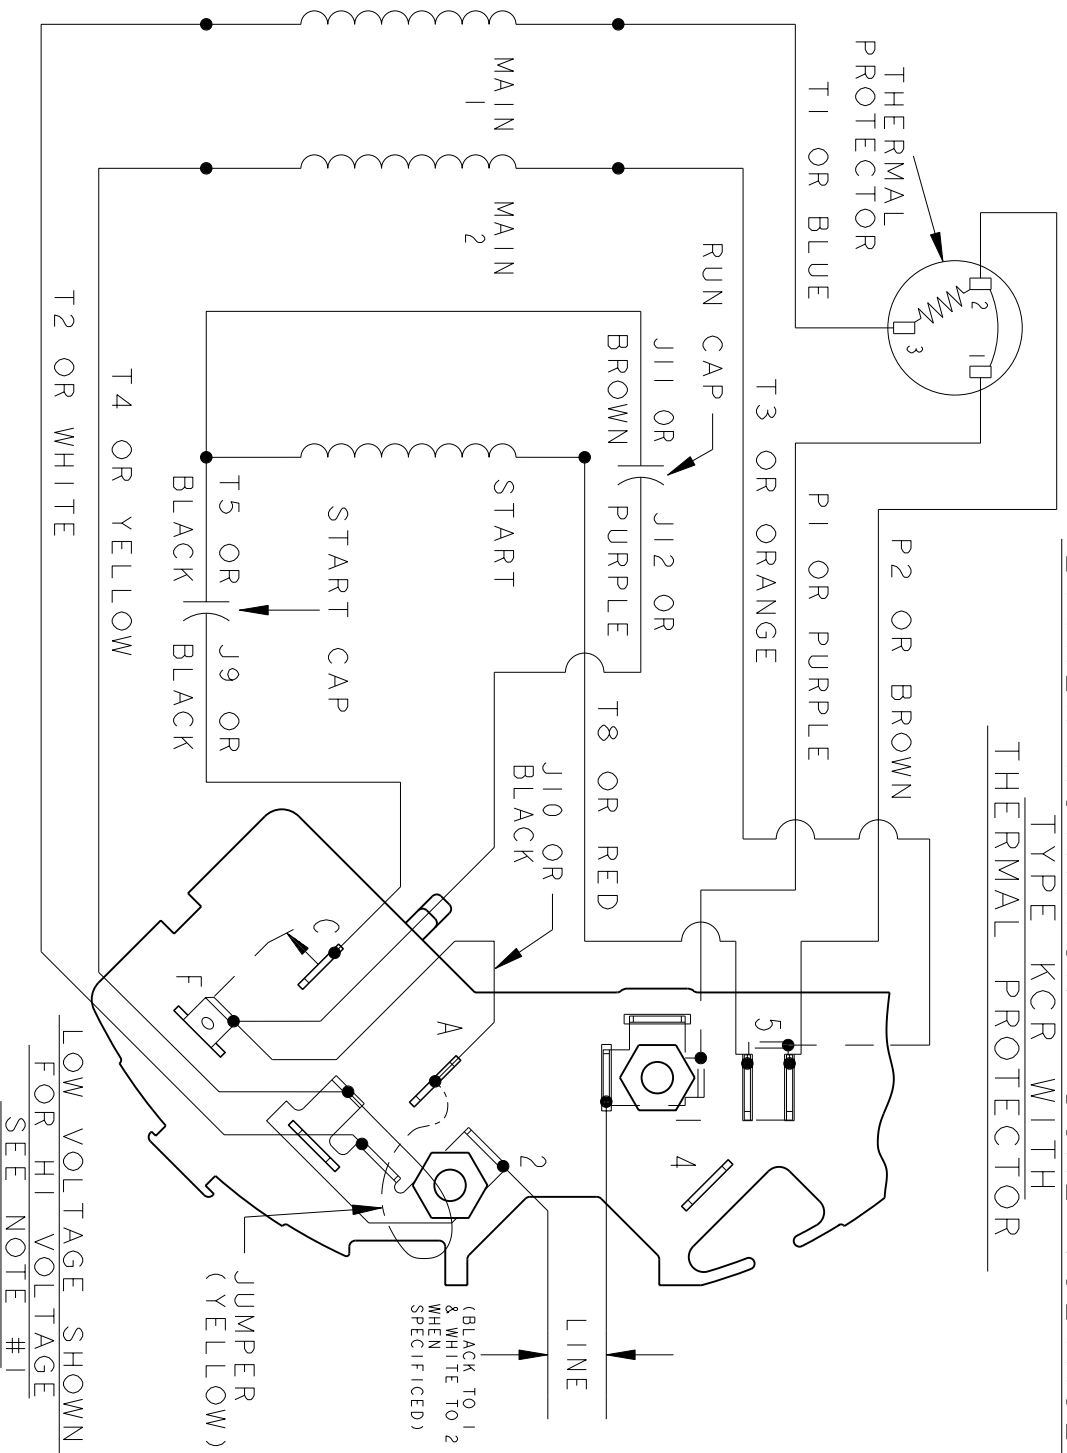 TYPE KCR WITH
THERMAL PROTECTOR
THERMAL
PROTECTOR
2
1
3
P2 OR BROWN
P1 OR PURPLE
T1 OR BLUE
T3 OR ORANGE
RUN CAP
J11 OR
BROWN
J12 OR
PURPLE
T8 OR RED
MAIN
1
MAIN
2
START
J10 OR
BLACK
START CAP
T5 OR
BLACK
J9 OR
BLACK
T4 OR YELLOW
T2 OR WHITE
5
1
4
2
A
C
F
LINE
(BLACK TO 1
& WHITE TO 2
WHEN
SPECIFICED)
JUMPER
(YELLOW)
LOW VOLTAGE SHOWN
FOR HI VOLTAGE
SEE NOTE #1